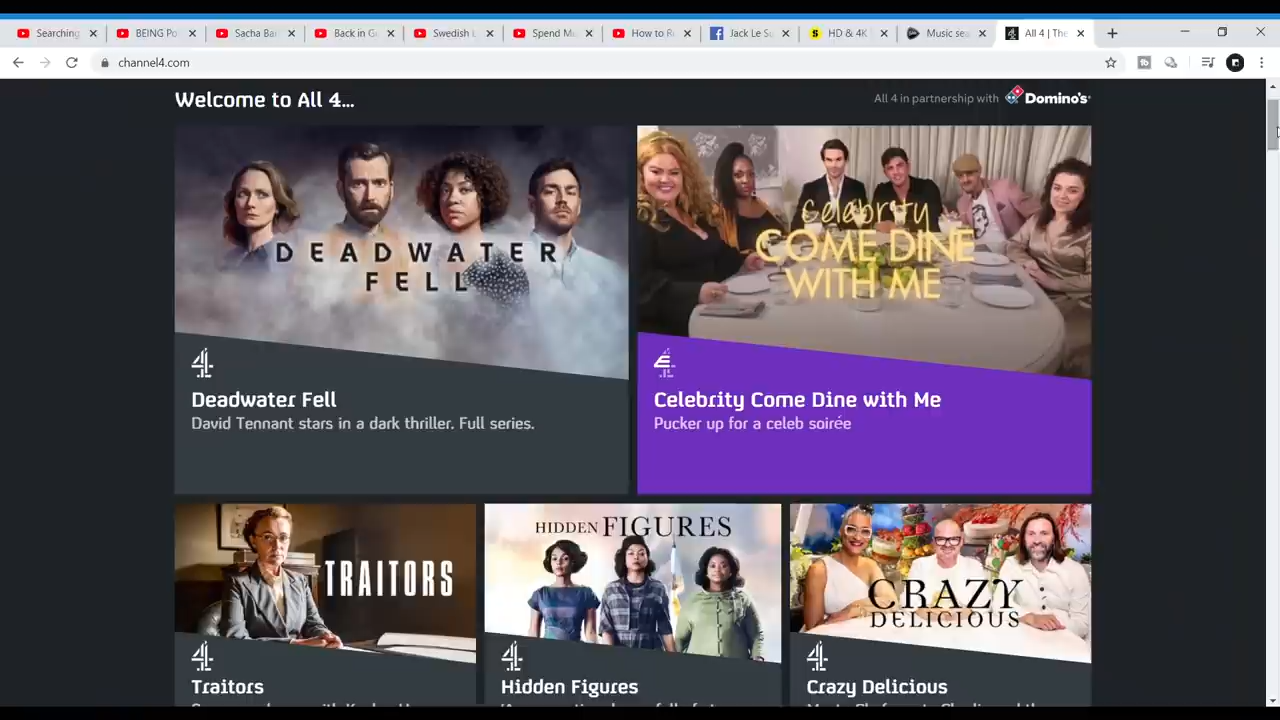 Searching
BEING Po
Sacha Ba
Back in G
Swedish L
Spend M
How to R
Jack Le S
HD & 4K
Music sea
All 4 | The
channel4.com
Welcome to All 4...
All 4 in partnership with Domino's
DEADWATER
FELL
Celebrity
COME DINE
WITH ME
Deadwater Fell
David Tennant stars in a dark thriller. Full series.
Celebrity Come Dine with Me
Pucker up for a celeb soirée
TRAITORS
HIDDEN FIGURES
CRAZY
DELICIOUS
Traitors
Hidden Figures
Crazy Delicious